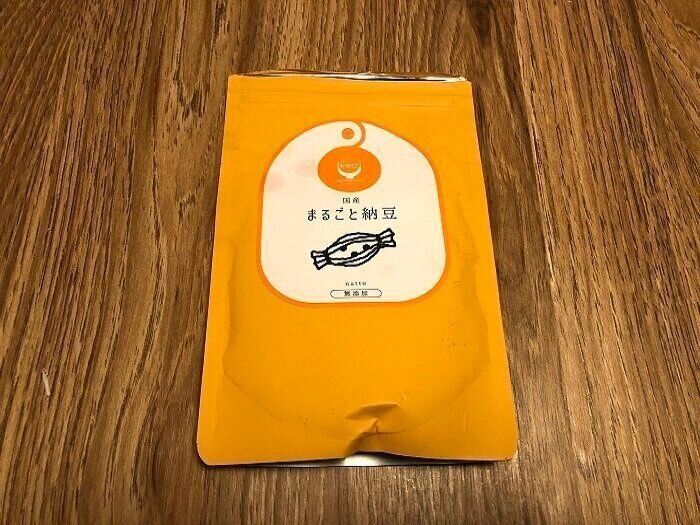 国産
まるごと納豆
natto
無添加